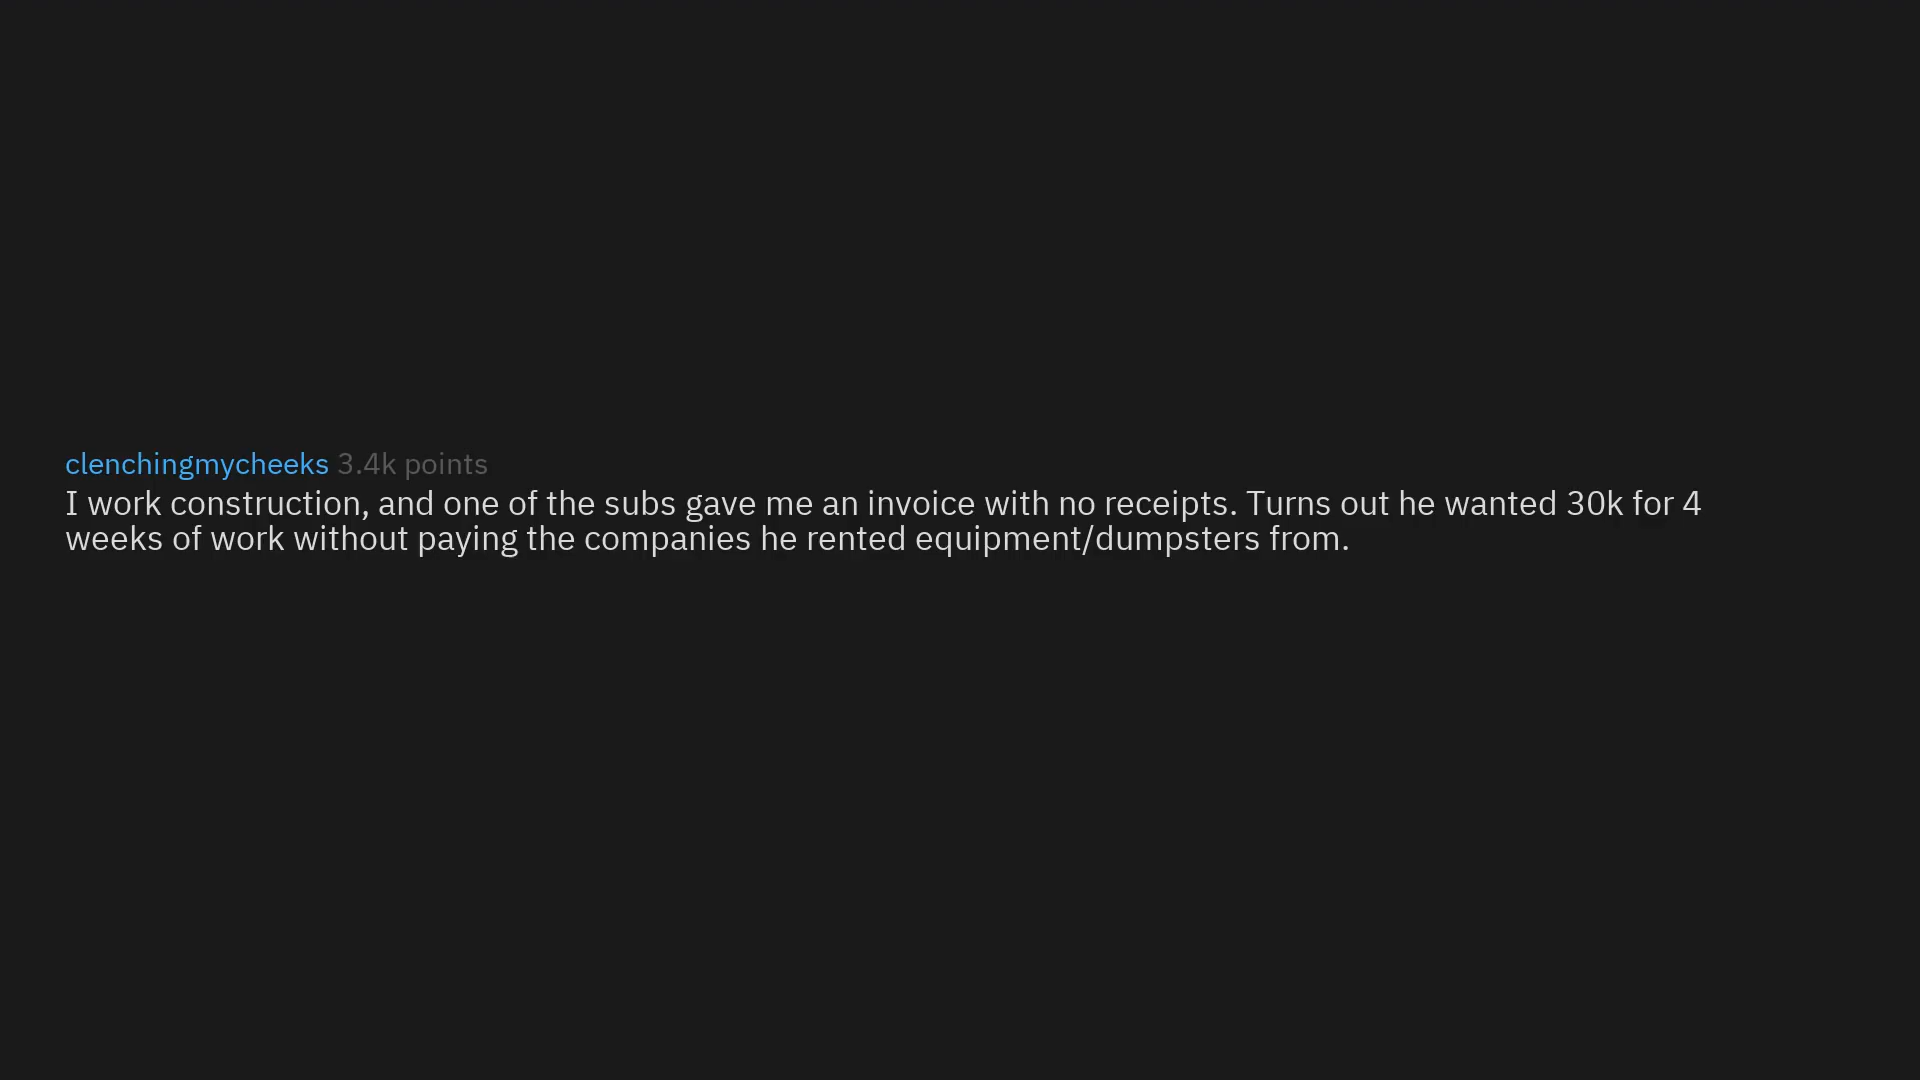 clenchingmycheeks 3.4k points
I work construction, and one of the subs gave me an invoice with no receipts. Turns out he wanted 30k for 4
weeks of work without paying the companies he rented equipment/dumpsters from.